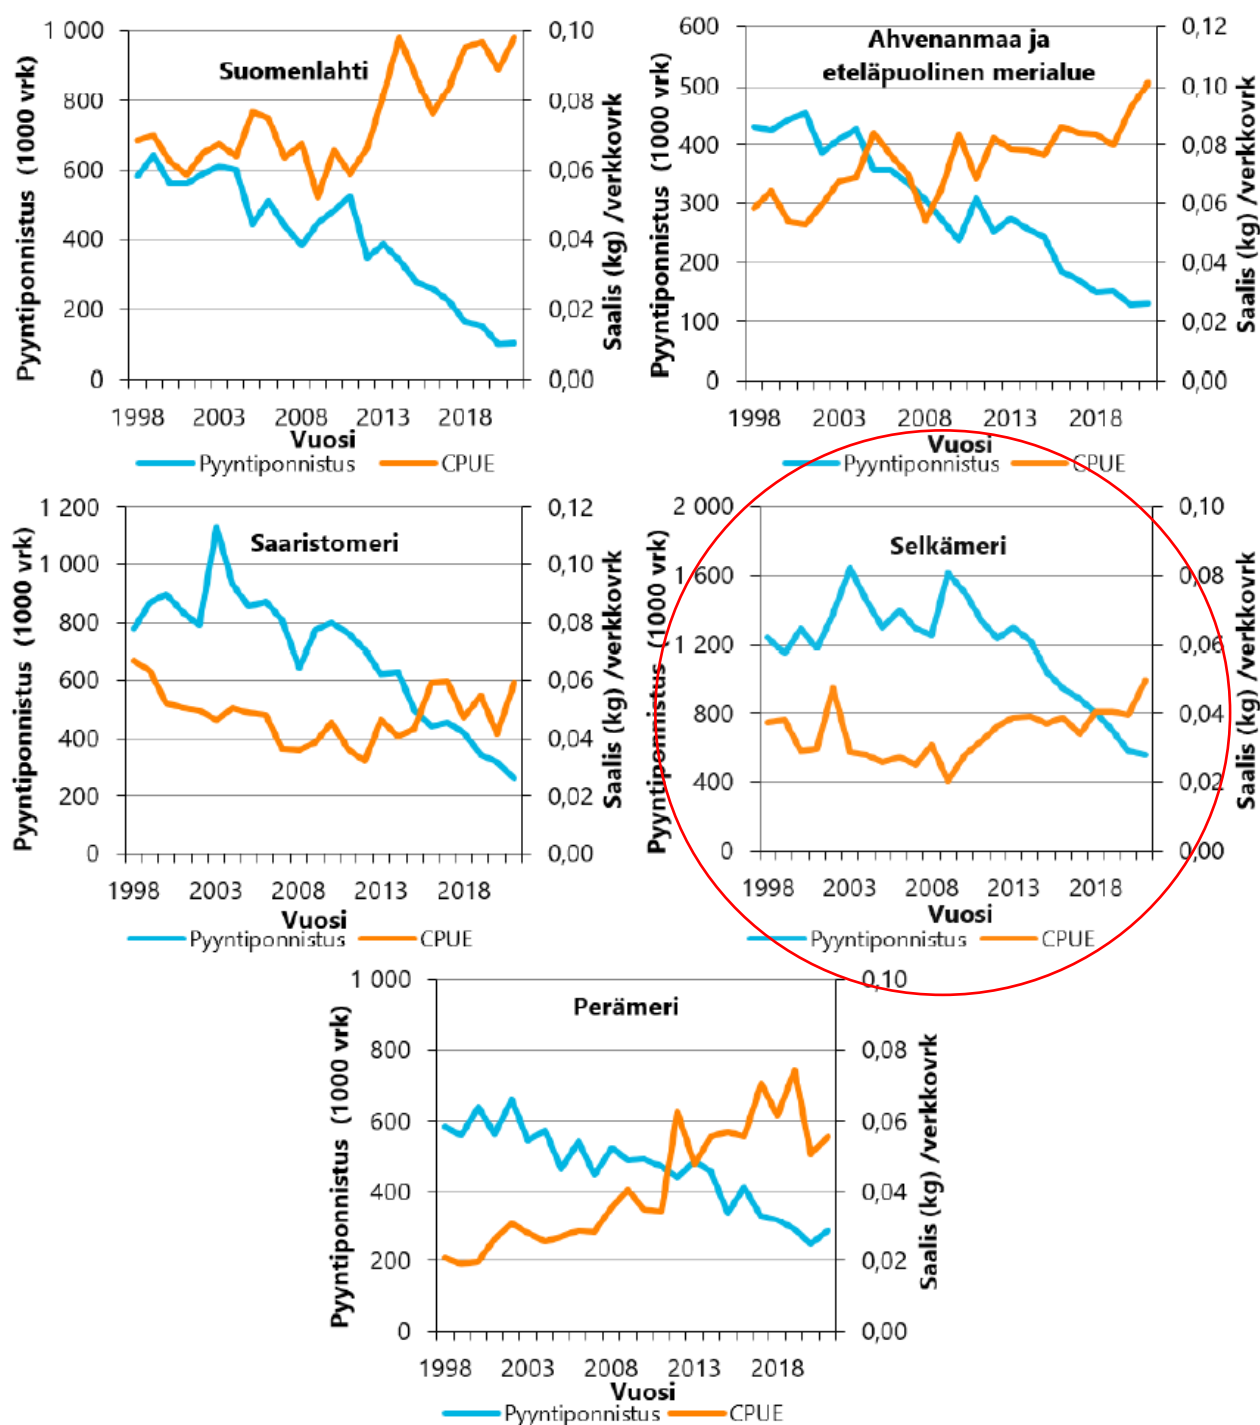 Suomenlahti
Pyyntiponnistus (1000 vrk)
1 000
800
600
400
200
0
0,10
0,08
0,06
0,04
0,02
0,00
Saalis (kg) /verkkovrk
1998 2003 2008 2013 2018
Vuosi
Pyyntiponnistus CPUE
Ahvenanmaa ja
eteläpuolinen merialue
Pyyntiponnistus (1000 vrk)
600
500
400
300
200
100
0
0,12
0,10
0,08
0,06
0,04
0,02
0,00
Saalis (kg) /verkkovrk
1998 2003 2008 2013 2018
Vuosi
Pyyntiponnistus CPUE
Saaristomeri
Pyyntiponnistus (1000 vrk)
1 200
1 000
800
600
400
200
0
0,12
0,10
0,08
0,06
0,04
0,02
0,00
Saalis (kg) /verkkovrk
1998 2003 2008 2013 2018
Vuosi
Pyyntiponnistus CPUE
Selkämeri
Pyyntiponnistus (1000 vrk)
2 000
1 600
1 200
800
400
0
0,10
0,08
0,06
0,04
0,02
0,00
Saalis (kg) /verkkovrk
1998 2003 2008 2013 2018
Vuosi
Pyyntiponnistus CPUE
Perämeri
Pyyntiponnistus (1000 vrk)
1 000
800
600
400
200
0
0,10
0,08
0,06
0,04
0,02
0,00
Saalis (kg) /verkkovrk
1998 2003 2008 2013 2018
Vuosi
Pyyntiponnistus CPUE